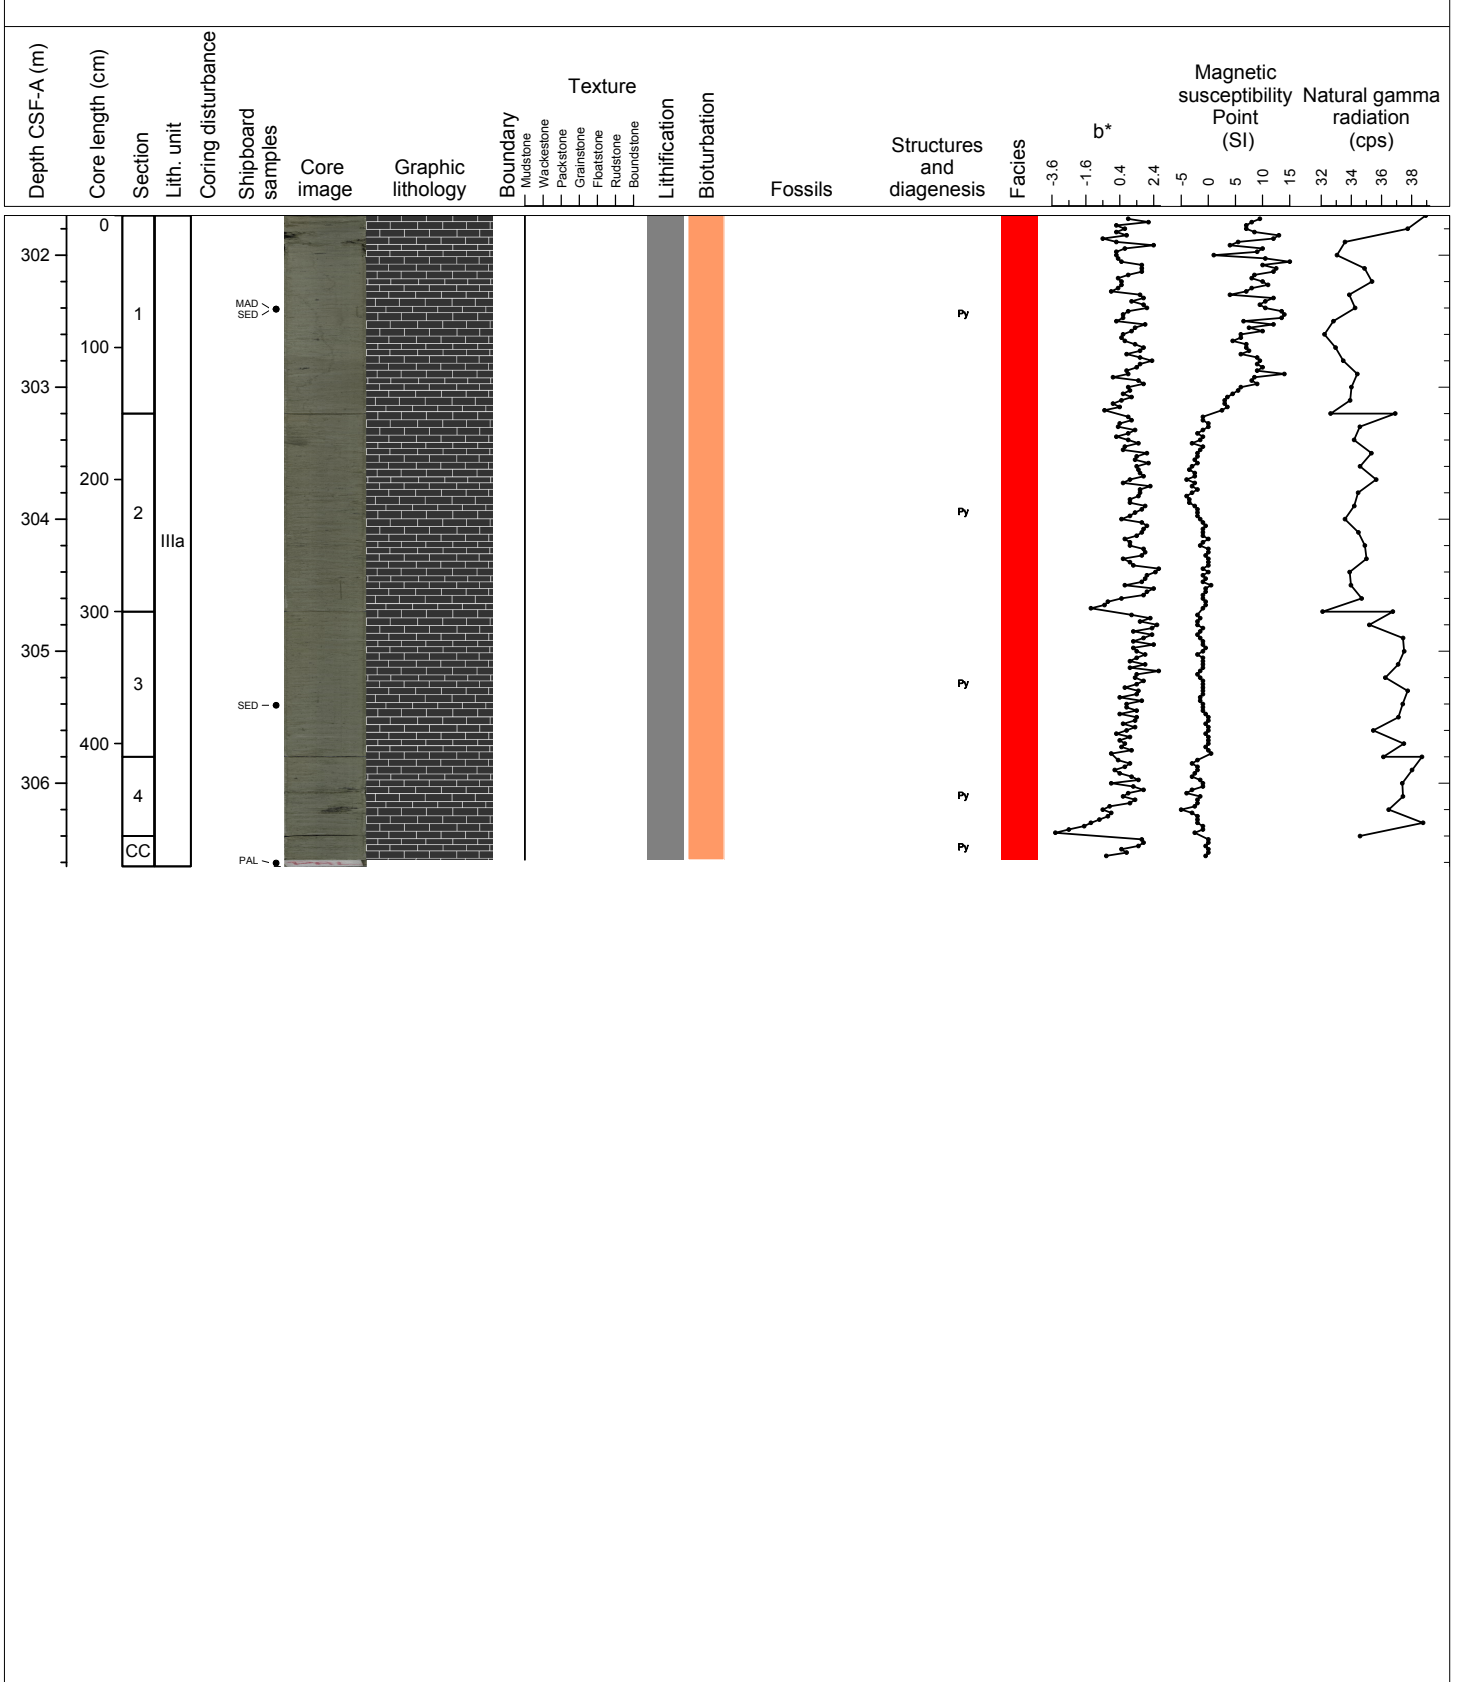 Depth CSF-A (m)
Core length (cm)
Section
Lith. unit
Coring disturbance
Shipboard
samples
Core
image
Graphic
lithology
Boundary
Texture
Mudstone
Wackestone
Packstone
Grainstone
Floatstone
Rudstone
Boundstone
Lithification
Bioturbation
Fossils
Structures
and
diagenesis
Facies
b*
-3.6
-1.6
0.4
2.4
Magnetic
susceptibility
Point
(SI)
-5
0
5
10
15
Natural gamma
radiation
(cps)
32
34
36
38
0
302
MAD
SED
1
Py
100
303
200
2
Py
304
IIIa
300
305
3
Py
SED
400
306
4
Py
CC
Py
PAL